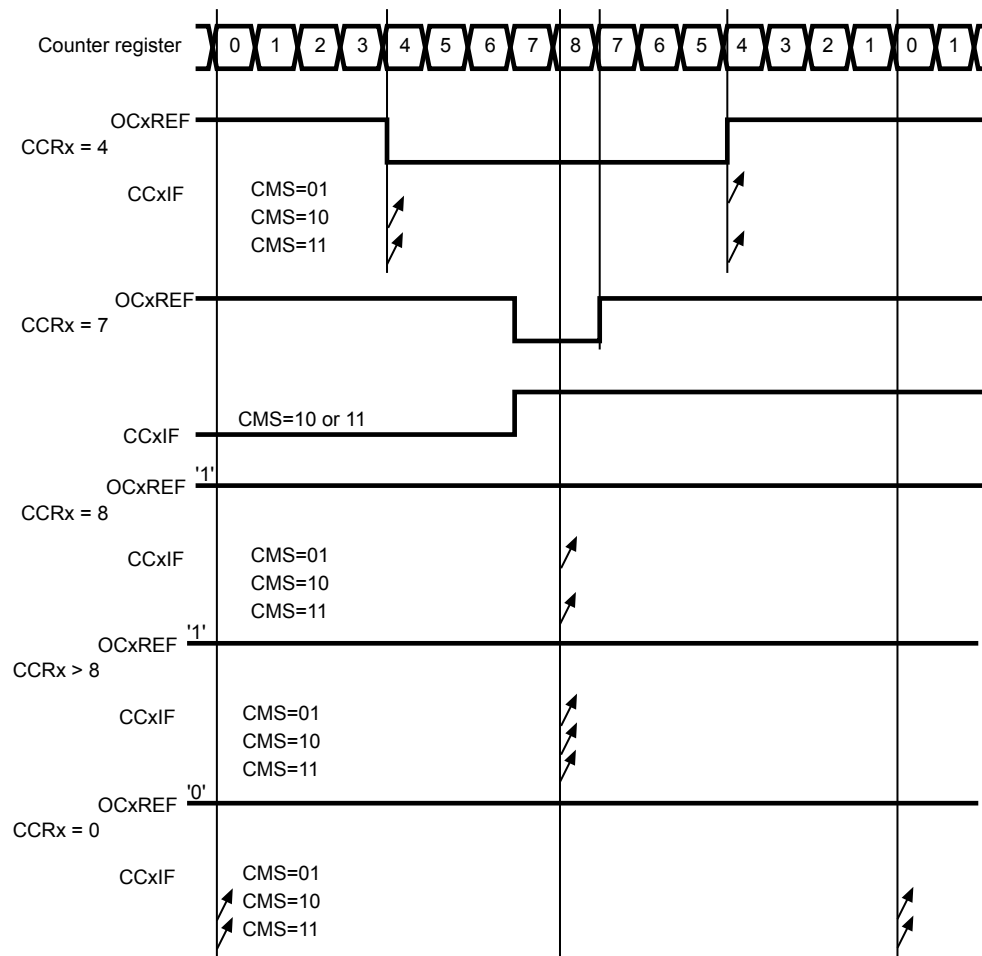 Counter register 0 1 2 3 4 5 6 7 8 7 6 5 4 3 2 1 0 1
OCxREF
CCRx = 4
CCxIF
CMS=01
CMS=10
CMS=11
OCxREF
CCRx = 7
CMS=10 or 11
CCxIF
'1'
OCxREF
CCRx = 8
CCxIF
CMS=01
CMS=10
CMS=11
'1'
OCxREF
CCRx > 8
CCxIF
CMS=01
CMS=10
CMS=11
'0'
OCxREF
CCRx = 0
CCxIF
CMS=01
CMS=10
CMS=11